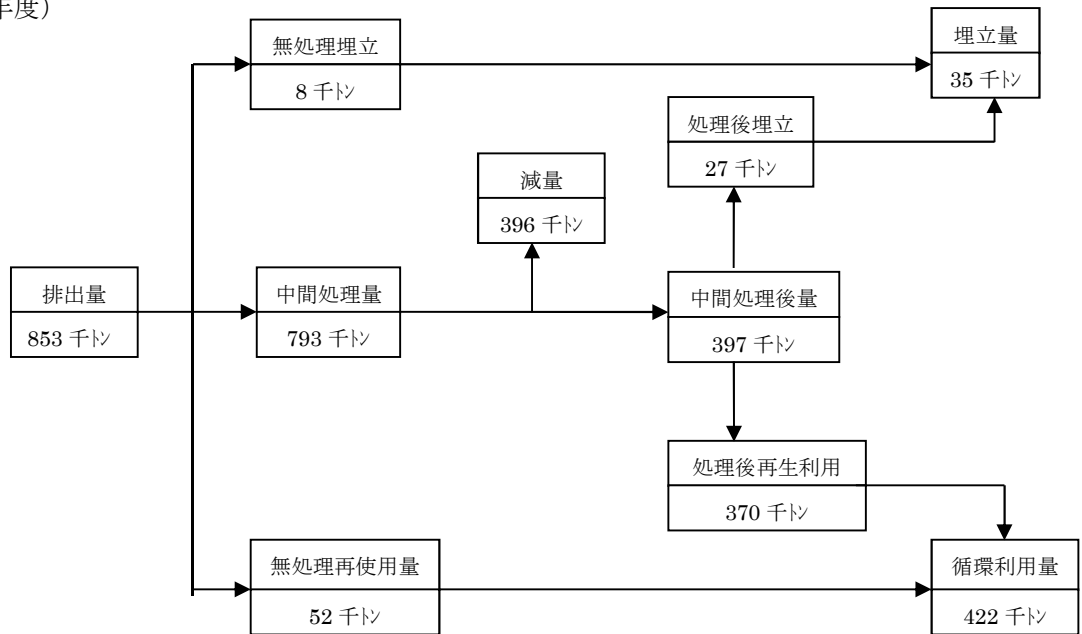 年度）
無処理埋立
8 千トン
埋立量
35 千トン
処理後埋立
27 千トン
減量
396 千トン
排出量
853 千トン
中間処理量
793 千トン
中間処理後量
397 千トン
処理後再生利用
370 千トン
無処理再使用量
52 千トン
循環利用量
422 千トン